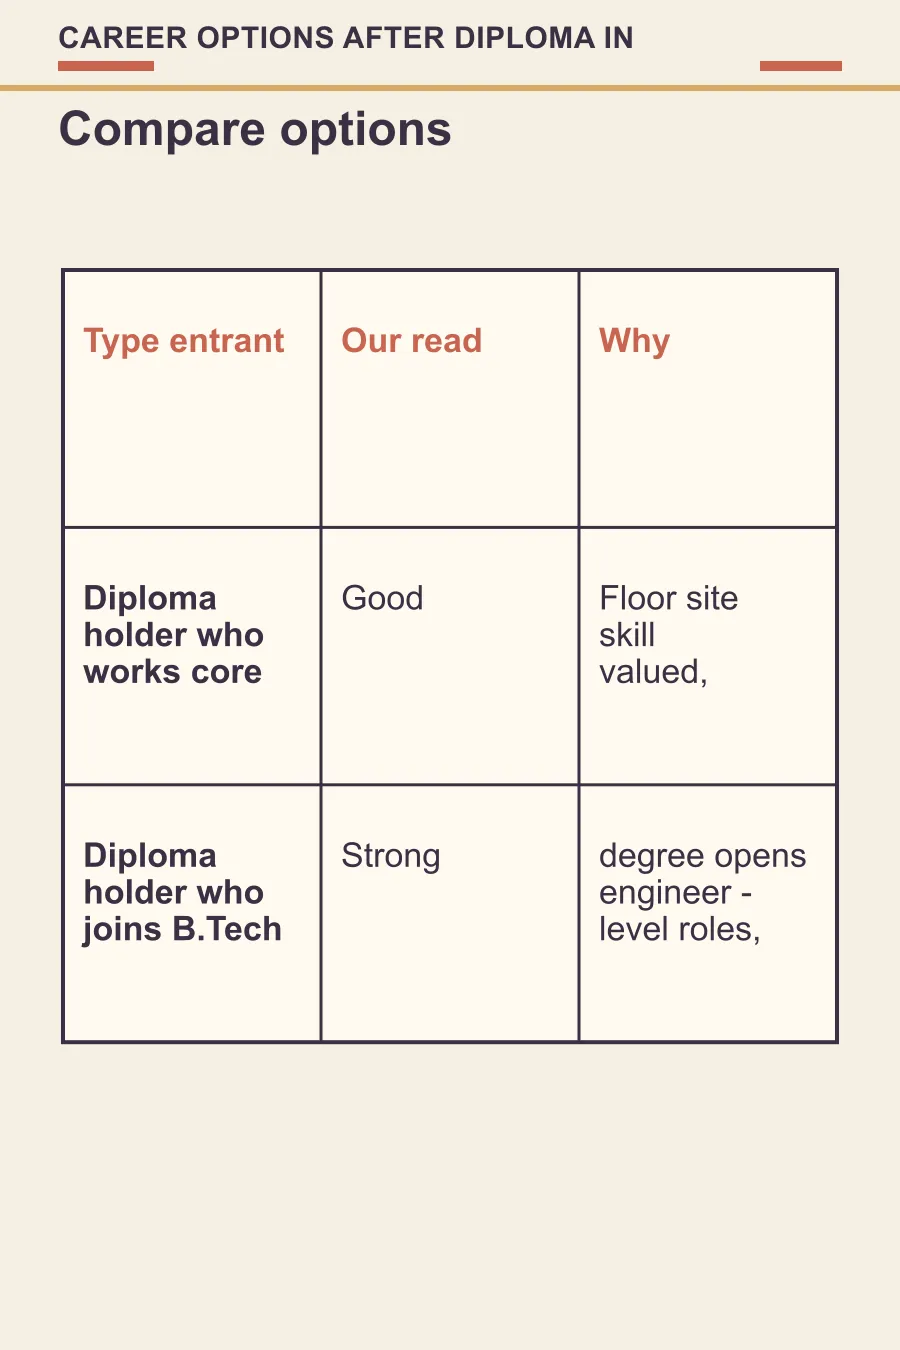 CAREER OPTIONS AFTER DIPLOMA IN
Compare options
Type entrant
Our read
Why
Diploma
holder who
works core
Good
Floor site
skill
valued,
Diploma
holder who
joins B.Tech
Strong
degree opens
engineer -
level roles,